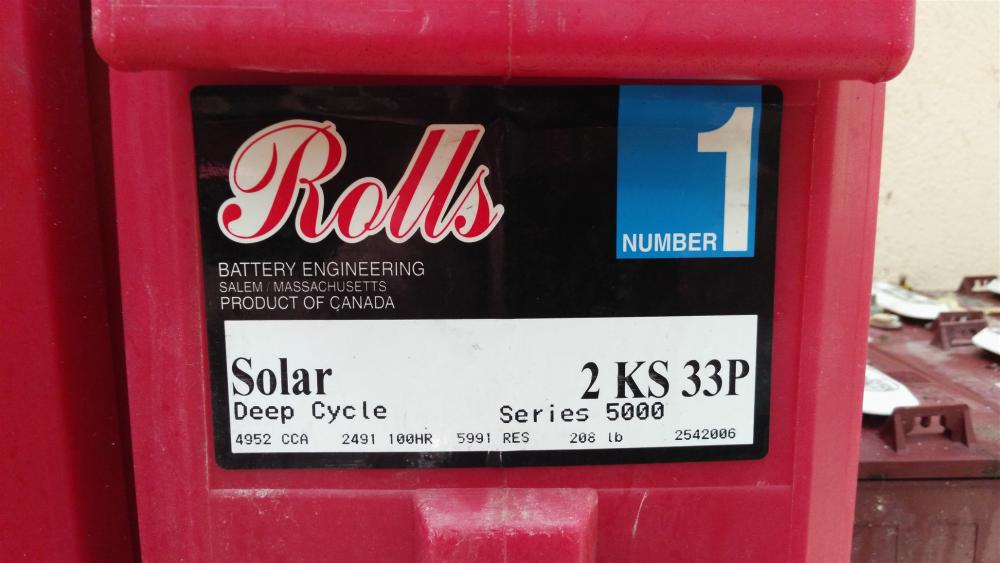 Rolls
NUMBER 1
BATTERY ENGINEERING
SALEM / MASSACHUSETTS
PRODUCT OF CANADA
Solar 2 KS 33P
Deep Cycle Series 5000
4952 CCA 2491 100HR 5991 RES 208 lb 2542006